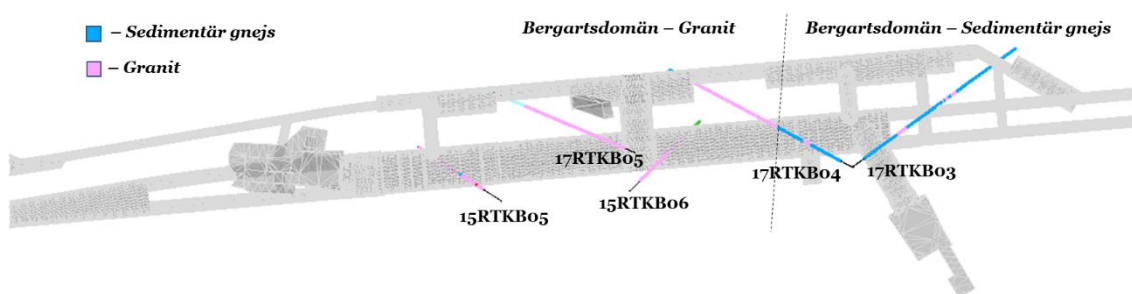 – Sedimentär gnejs
– Granit
Bergartsdomän – Granit
Bergartsdomän – Sedimentär gnejs
17RTKB05
17RTKB04
17RTKB03
15RTKB05
15RTKB06